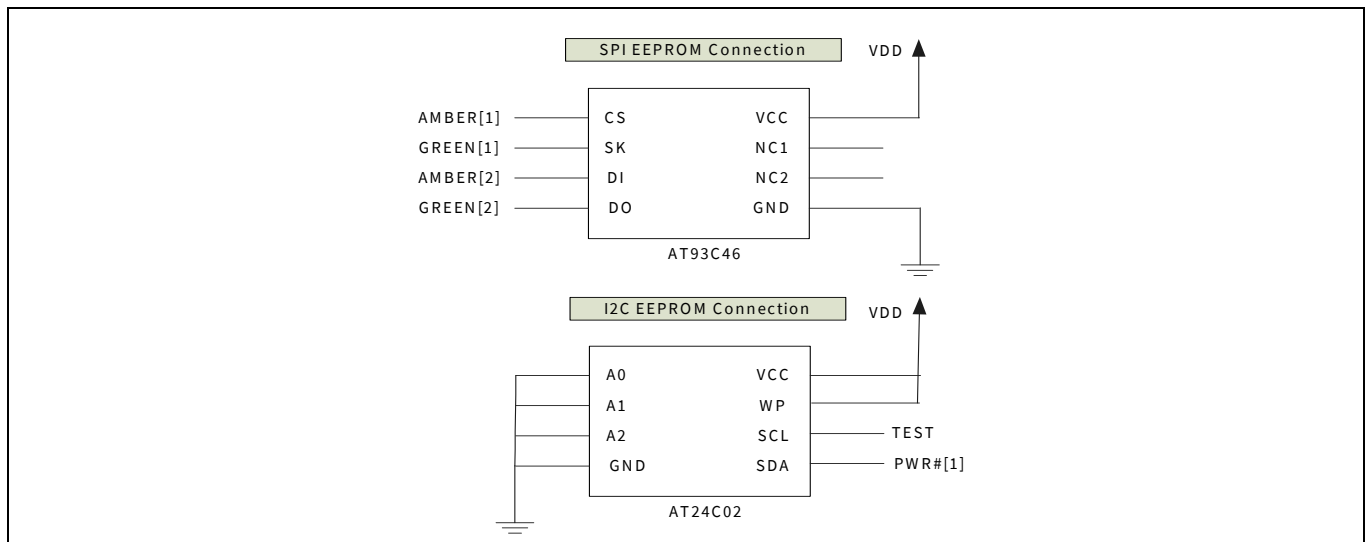 SPI EEPROM Connection
VDD
AMBER[1]
CS
VCC
GREEN[1]
SK
NC1
AMBER[2]
DI
NC2
GREEN[2]
DO
GND
AT93C46
I2C EEPROM Connection
VDD
A0
VCC
A1
WP
A2
SCL
TEST
GND
SDA
PWR#[1]
AT24C02